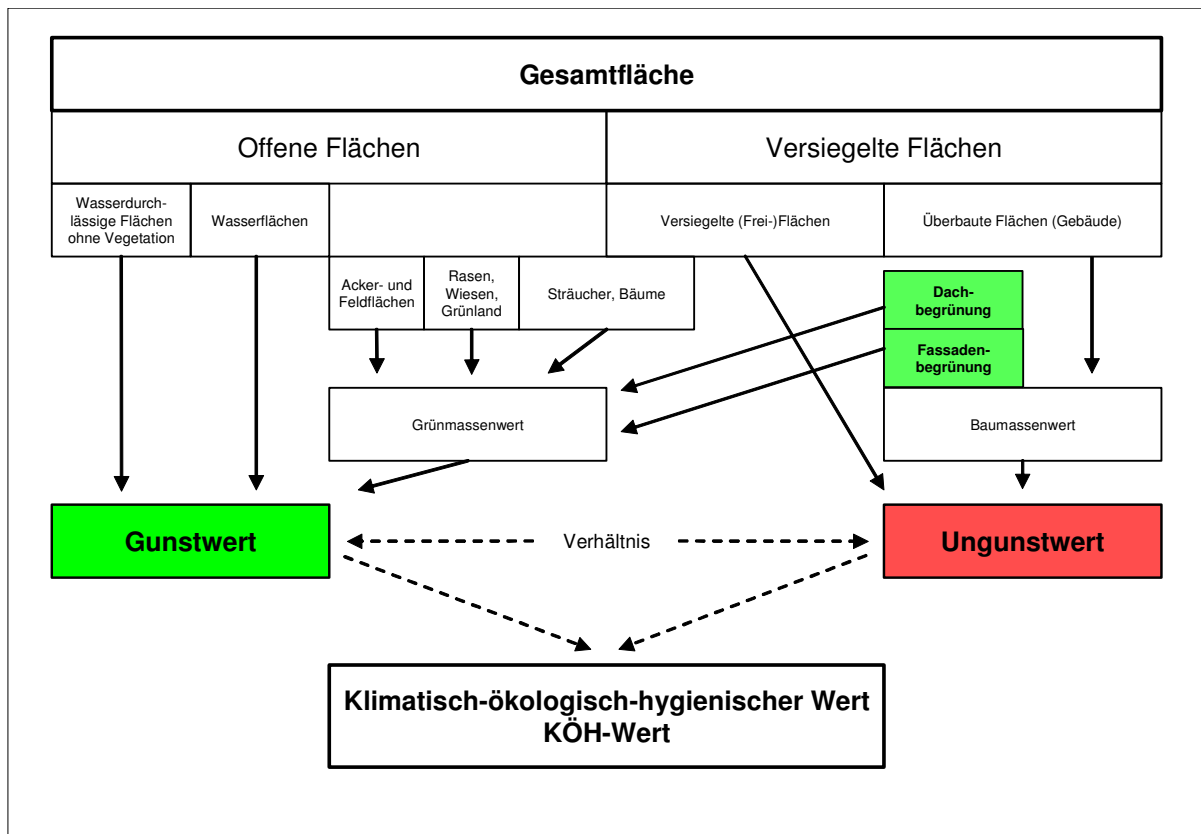 Gesamtfläche
Offene Flächen
Versiegelte Flächen
Wasserdurch-
lässige Flächen
ohne Vegetation
Wasserflächen
Versiegelte (Frei-)Flächen
Überbaute Flächen (Gebäude)
Acker- und
Feldflächen
Rasen,
Wiesen,
Grünland
Sträucher, Bäume
Dach-
begrünung
Fassaden-
begrünung
Grünmassenwert
Baumassenwert
Gunstwert
Verhältnis
Ungunstwert
Klimatisch-ökologisch-hygienischer Wert
KÖH-Wert